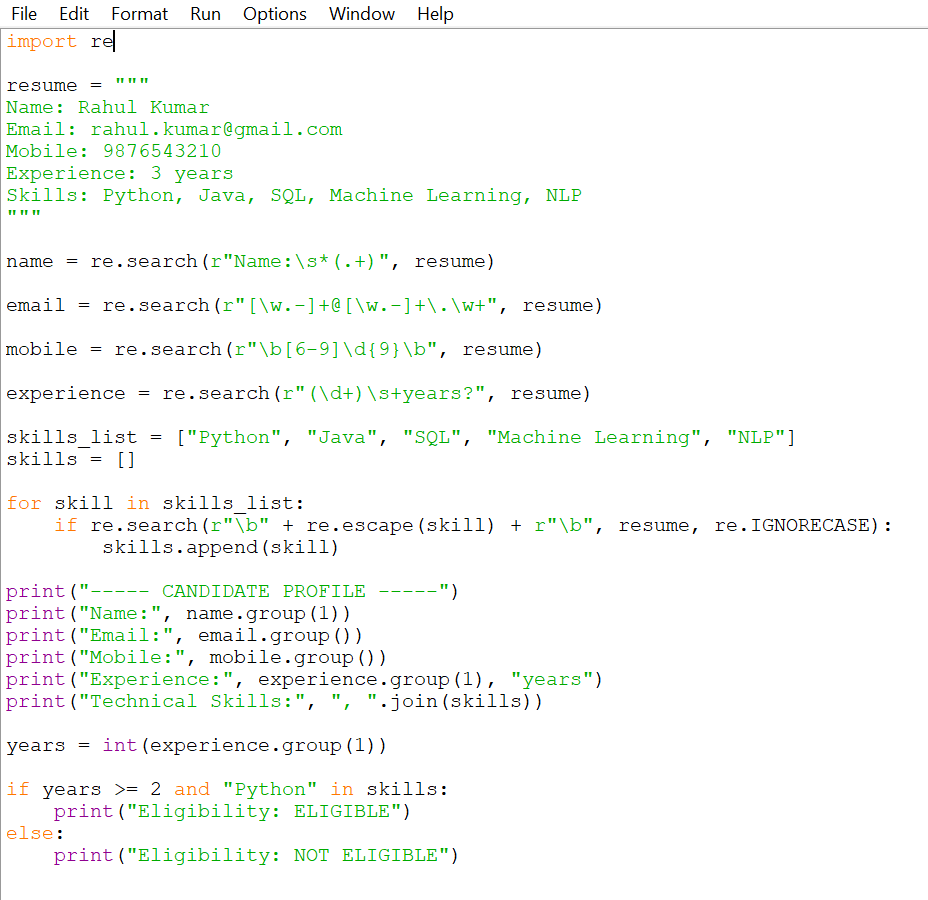 File Edit Format Run Options Window Help
import re
resume = """
Name: Rahul Kumar
Email: rahul.kumar@gmail.com
Mobile: 9876543210
Experience: 3 years
Skills: Python, Java, SQL, Machine Learning, NLP
"""
name = re.search(r"Name:\s*(.+)", resume)
email = re.search(r"[\w.-]+@[\w.-]+\.\w+", resume)
mobile = re.search(r"\b[6-9]\d{9}\b", resume)
experience = re.search(r"(\d+)\s+years?", resume)
skills_list = ["Python", "Java", "SQL", "Machine Learning", "NLP"]
skills = []
for skill in skills_list:
    if re.search(r"\b" + re.escape(skill) + r"\b", resume, re.IGNORECASE):
        skills.append(skill)
print("----- CANDIDATE PROFILE -----")
print("Name:", name.group(1))
print("Email:", email.group())
print("Mobile:", mobile.group())
print("Experience:", experience.group(1), "years")
print("Technical Skills:", ", ".join(skills))
years = int(experience.group(1))
if years >= 2 and "Python" in skills:
    print("Eligibility: ELIGIBLE")
else:
    print("Eligibility: NOT ELIGIBLE")